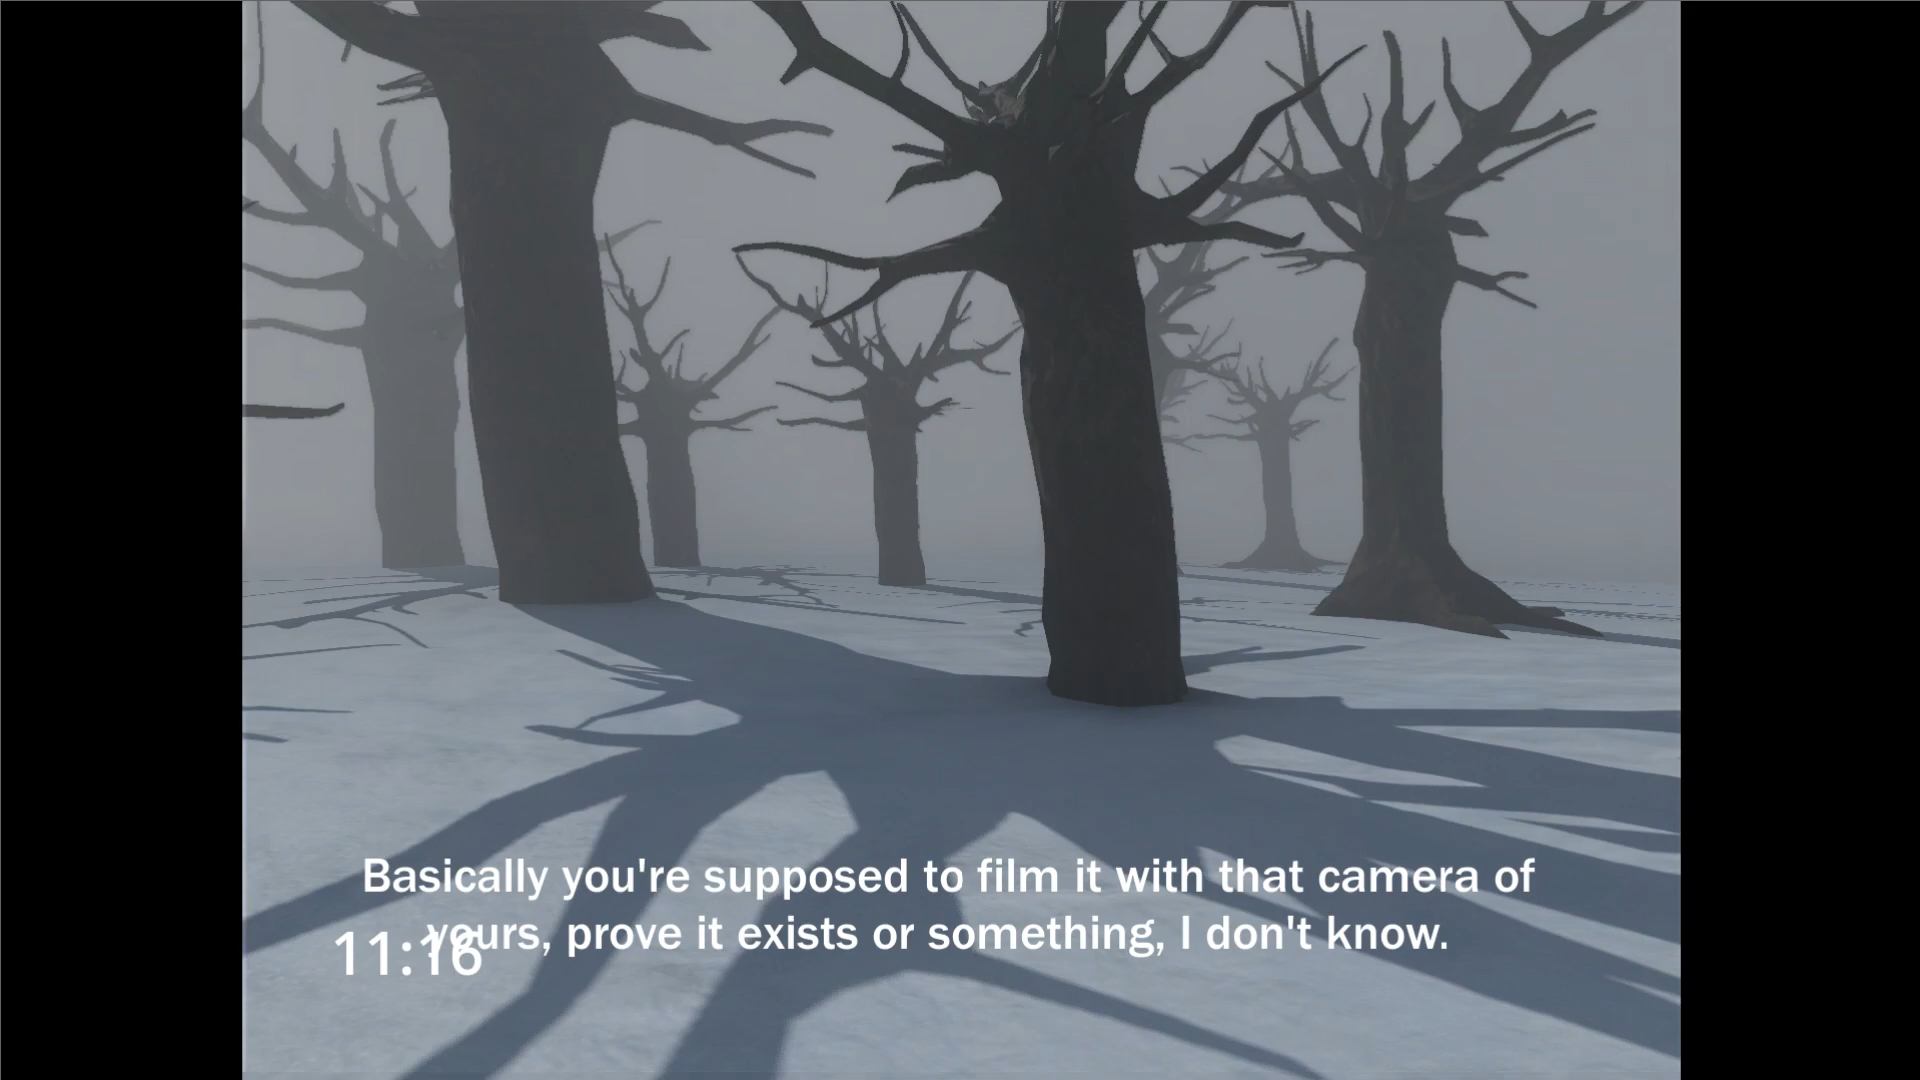 Basically you're supposed to film it with that camera of
yours, prove it exists or something, I don't know.
11:16